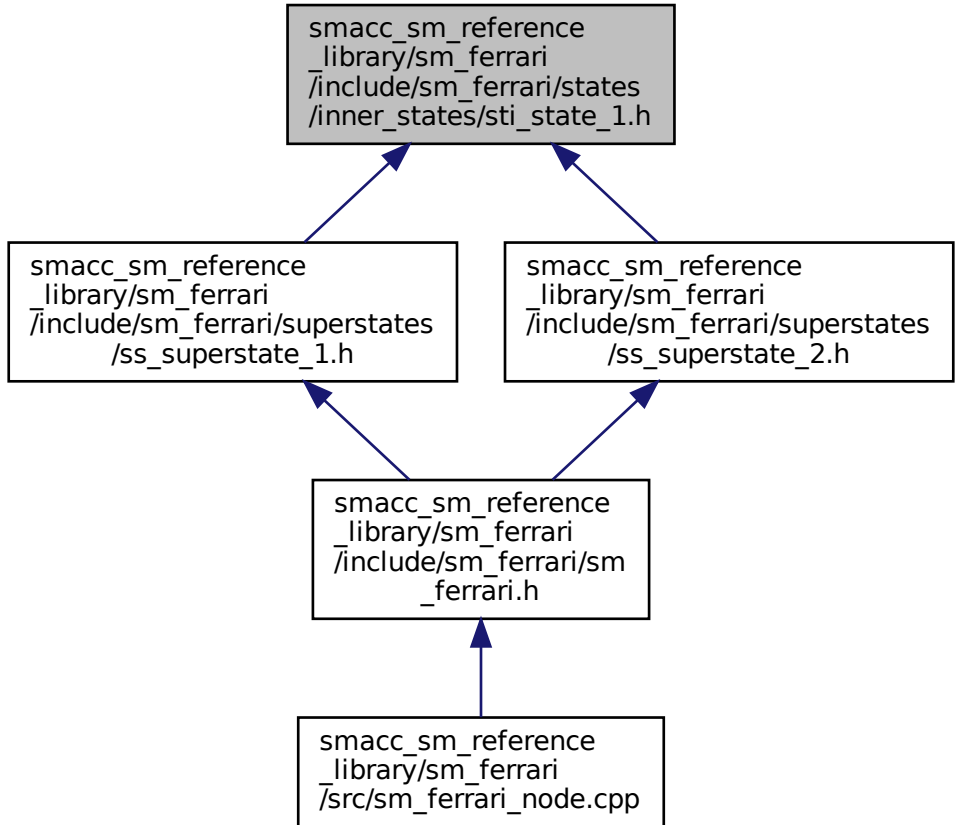 smacc_sm_reference
_library/sm_ferrari
/include/sm_ferrari/states
/inner_states/sti_state_1.h
smacc_sm_reference
_library/sm_ferrari
/include/sm_ferrari/superstates
/ss_superstate_1.h
smacc_sm_reference
_library/sm_ferrari
/include/sm_ferrari/superstates
/ss_superstate_2.h
smacc_sm_reference
_library/sm_ferrari
/include/sm_ferrari/sm
_ferrari.h
smacc_sm_reference
_library/sm_ferrari
/src/sm_ferrari_node.cpp